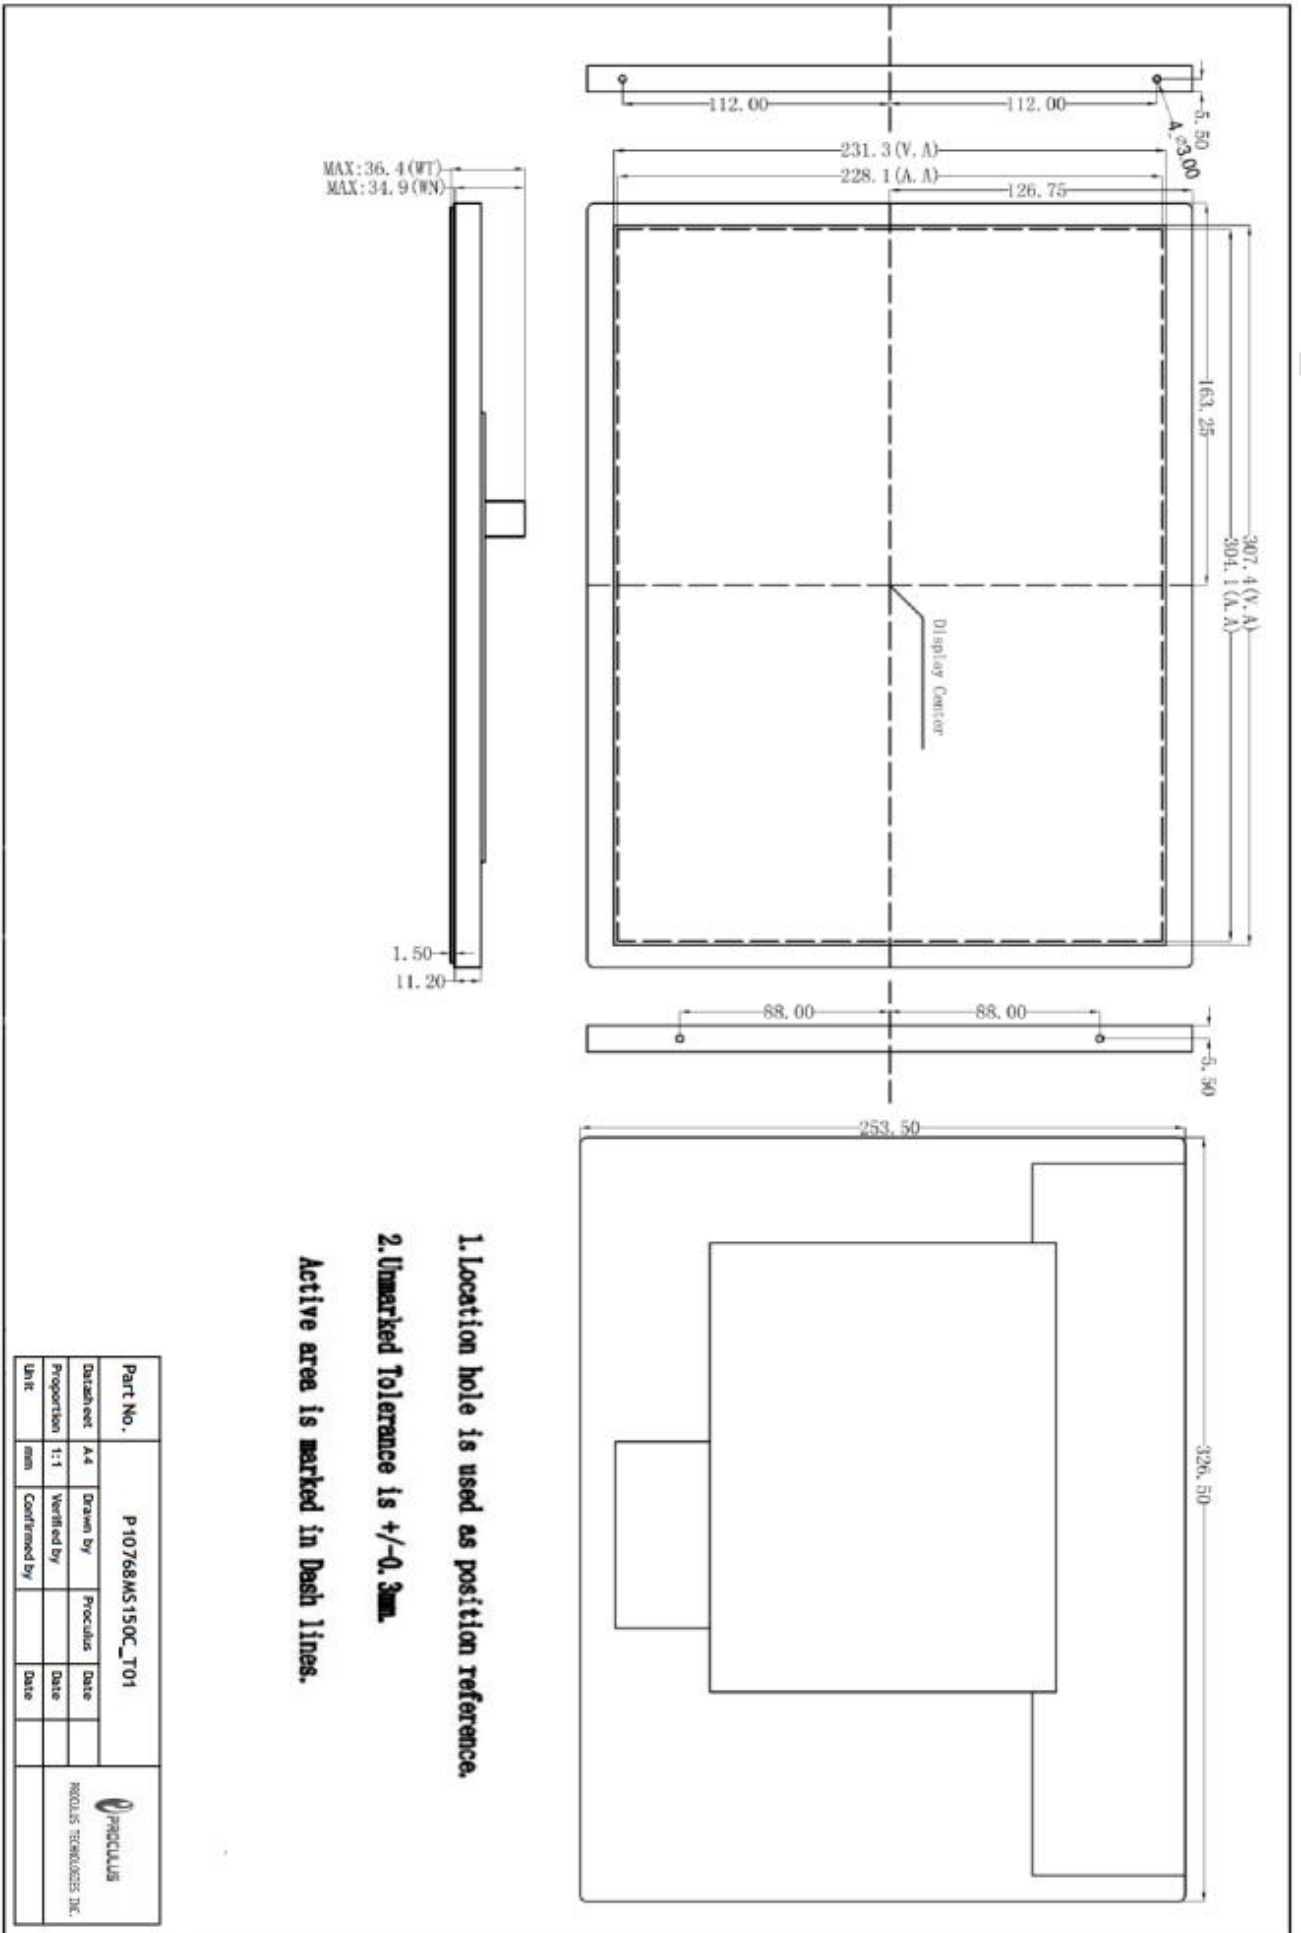 5.50
4_⌀3.00
112.00
112.00
231.3(V.A)
228.1(A.A)
126.75
163.25
307.4(V.A)
304.1(A.A)
Display Center
MAX:36.4(WT)
MAX:34.9(WN)
1.50
11.20
88.00
88.00
5.50
253.50
326.50
1.Location hole is used as position reference.
2.Unmarked Tolerance is +/-0.3mm.
Active area is marked in Dash lines.
Part No. P10768MS150C_T01
Datasheet A4 Drawn by Proculus Date
Proportion 1:1 Verified by Date
Unit mm Confirmed by Date
PROCULUS
PROCULUS TECHNOLOGIES INC.